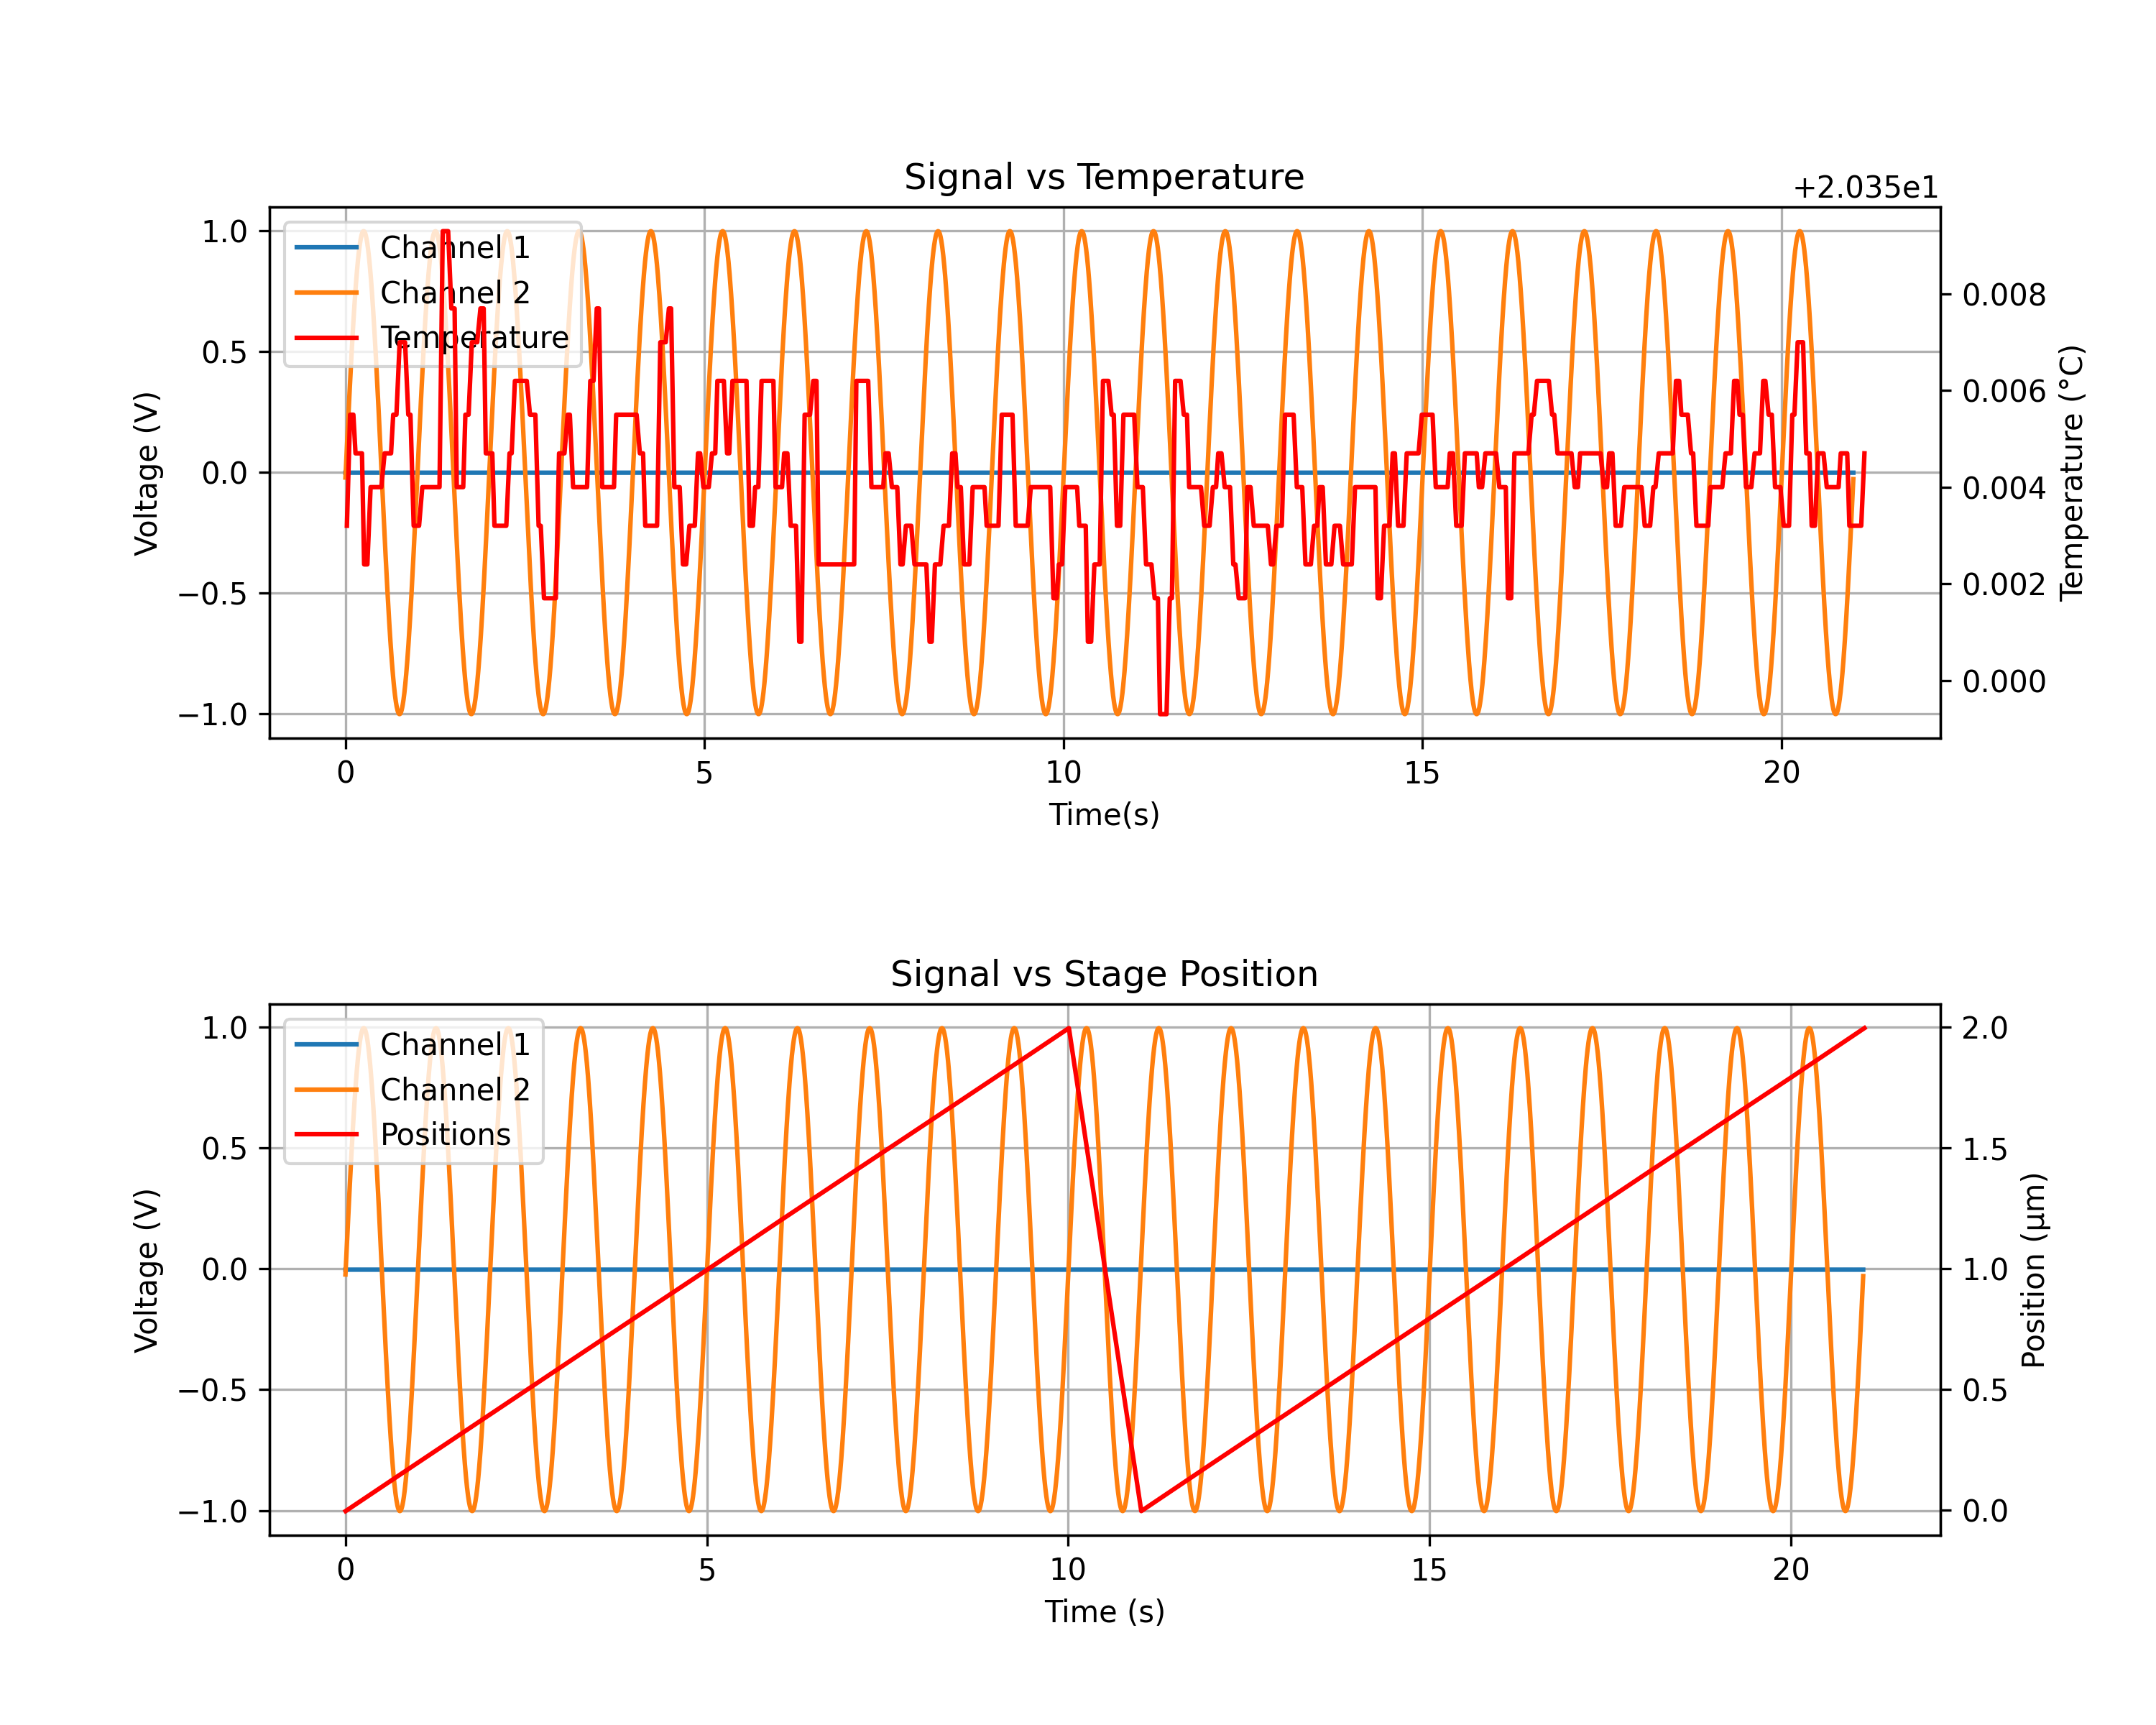 Signal vs Temperature
+2.035e1
Channel 1
Channel 2
Temperature
1.0
0.5
0.0
−0.5
−1.0
Voltage (V)
0.008
0.006
0.004
0.002
0.000
Temperature (°C)
0 5 10 15 20
Time(s)
Signal vs Stage Position
Channel 1
Channel 2
Positions
1.0
0.5
0.0
−0.5
−1.0
Voltage (V)
2.0
1.5
1.0
0.5
0.0
Position (μm)
0 5 10 15 20
Time (s)